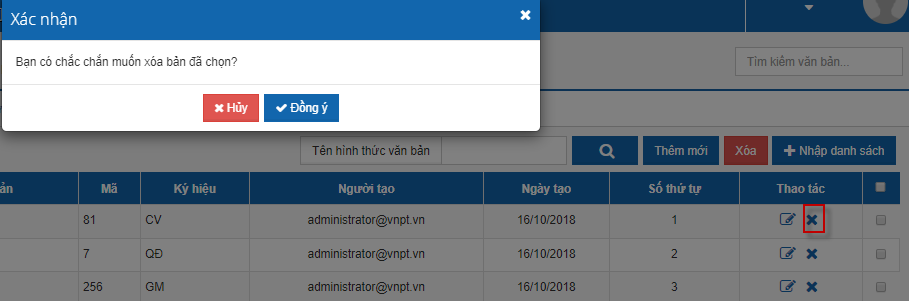 Xác nhận
Bạn có chắc chắn muốn xóa bản đã chọn?
Hủy Đồng ý
Tìm kiếm văn bản...
Tên hình thức văn bản Thêm mới Xóa Nhập danh sách
ản Mã Ký hiệu Người tạo Ngày tạo Số thứ tự Thao tác
81 CV administrator@vnpt.vn 16/10/2018 1
7 QĐ administrator@vnpt.vn 16/10/2018 2
256 GM administrator@vnpt.vn 16/10/2018 3